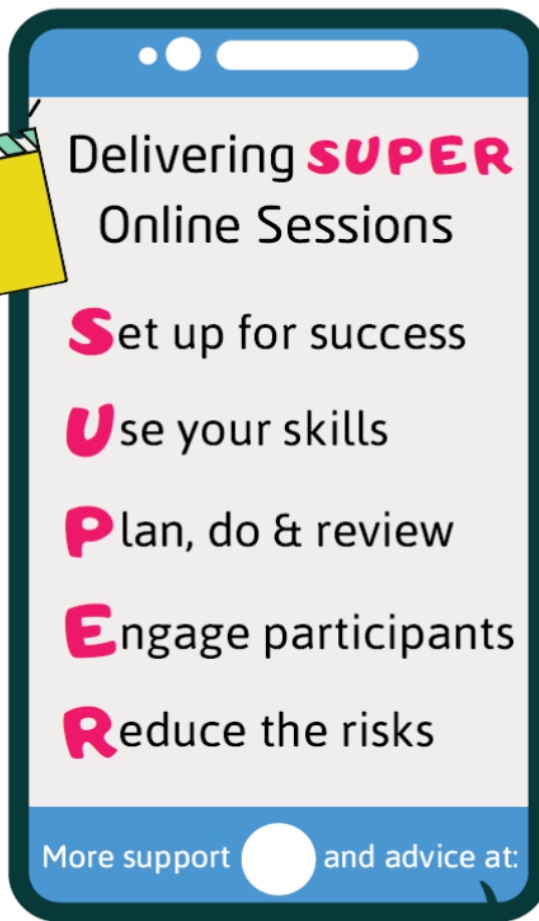 Delivering SUPER
Online Sessions
Set up for success
Use your skills
Plan, do & review
Engage participants
Reduce the risks
More support and advice at: